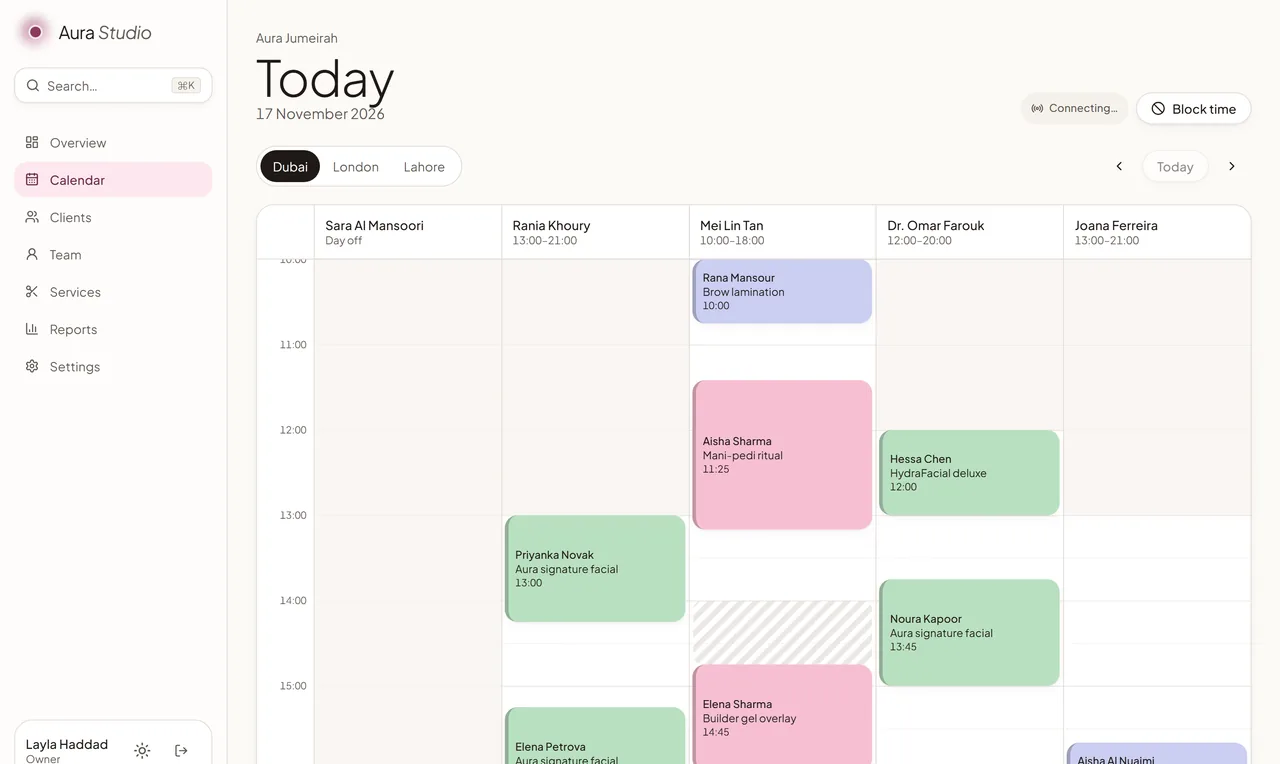 Aura Studio
Search...
⌘K
Overview
Calendar
Clients
Team
Services
Reports
Settings
Layla Haddad
Owner
Aura Jumeirah
Today
17 November 2026
Connecting...
Block time
Dubai
London
Lahore
Today
Sara Al Mansoori
Day off
Rania Khoury
13:00–21:00
Mei Lin Tan
10:00–18:00
Dr. Omar Farouk
12:00–20:00
Joana Ferreira
13:00–21:00
10:00
11:00
12:00
13:00
14:00
15:00
Priyanka Novak
Aura signature facial
13:00
Elena Petrova
Aura signature facial
Rana Mansour
Brow lamination
10:00
Aisha Sharma
Mani-pedi ritual
11:25
Elena Sharma
Builder gel overlay
14:45
Hessa Chen
HydraFacial deluxe
12:00
Noura Kapoor
Aura signature facial
13:45
Aisha Al Nuaimi